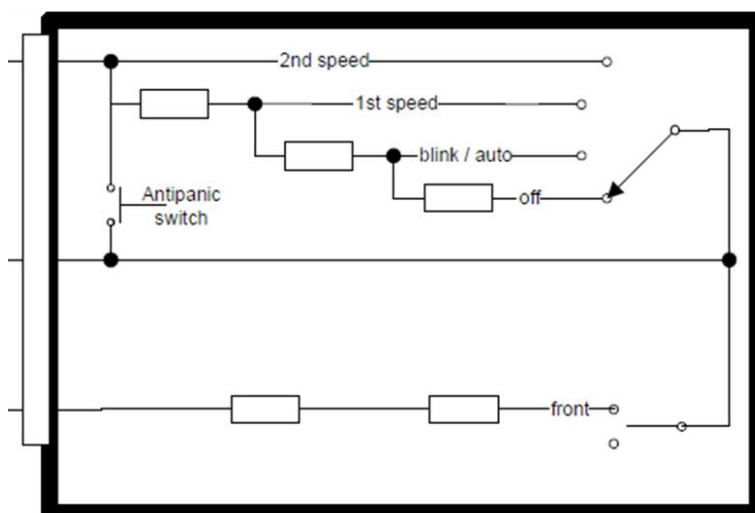 2nd speed
1st speed
blink / auto
Antipanic
switch
off
front